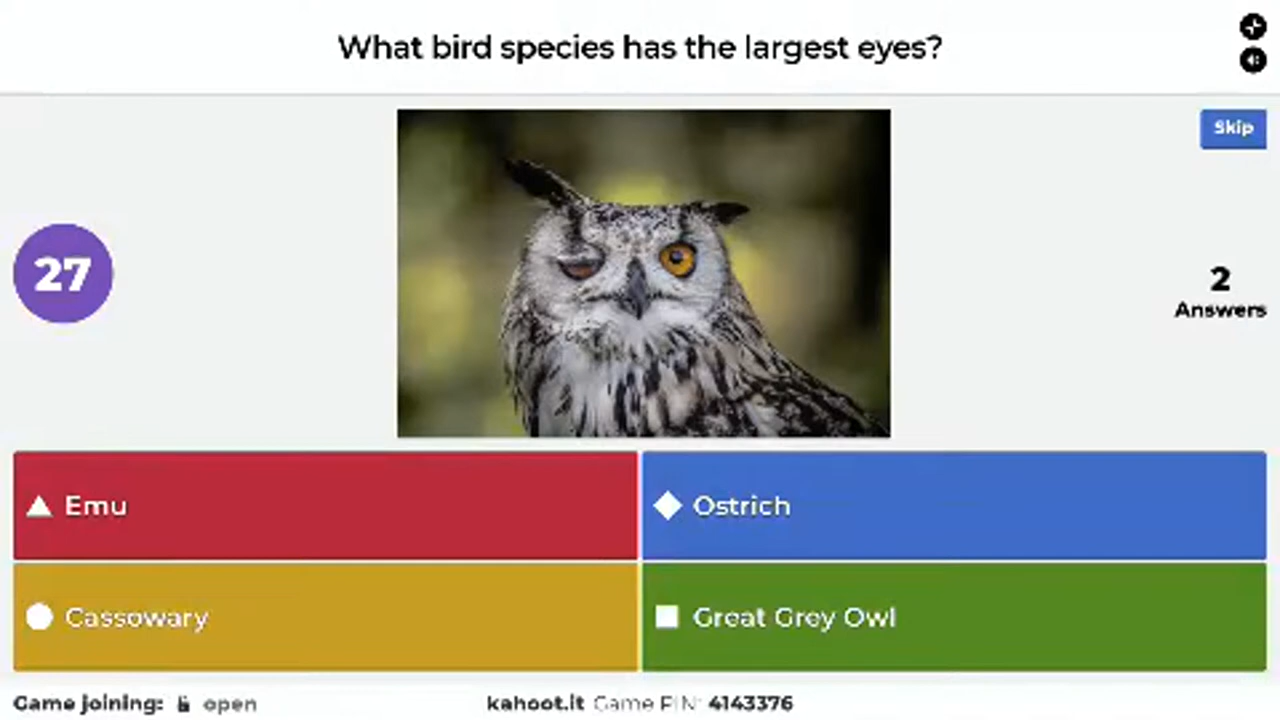 What bird species has the largest eyes?
Skip
27
2
Answers
Emu
Ostrich
Cassowary
Great Grey Owl
Game joining: open
kahoot.it Game PIN: 4143376